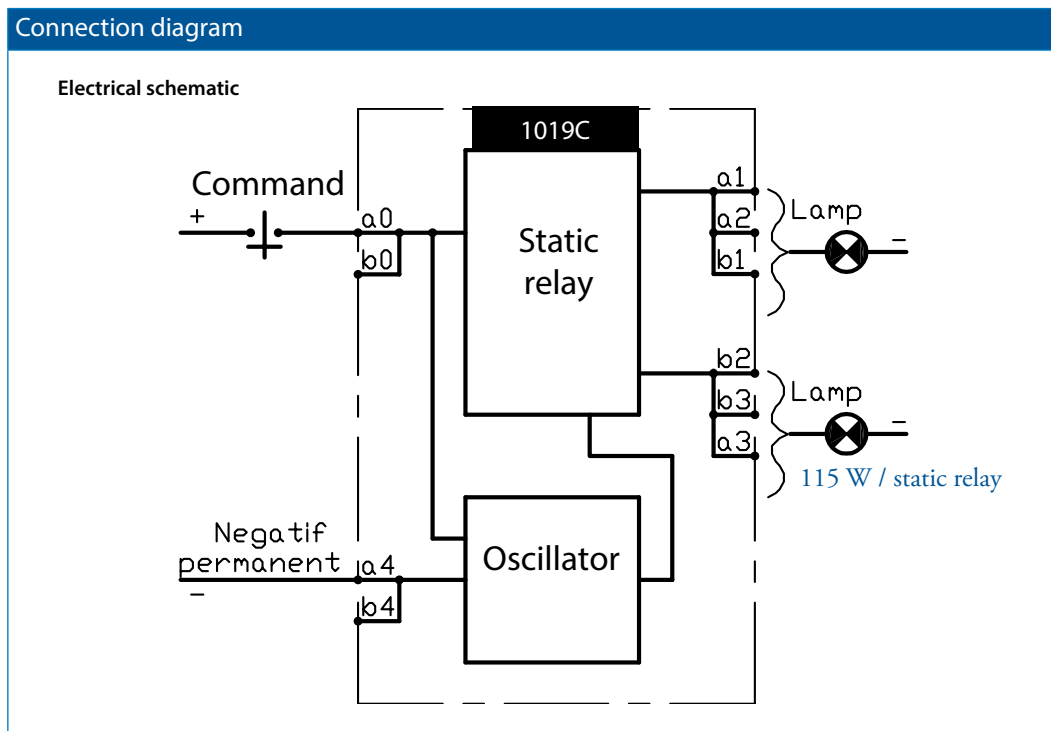 Connection diagram
Electrical schematic
1019C
Command
+
a0
b0
Static
relay
a1
a2
b1
Lamp
-
b2
b3
a3
Lamp
-
115 W / static relay
Negatif
permanent
-
a4
b4
Oscillator